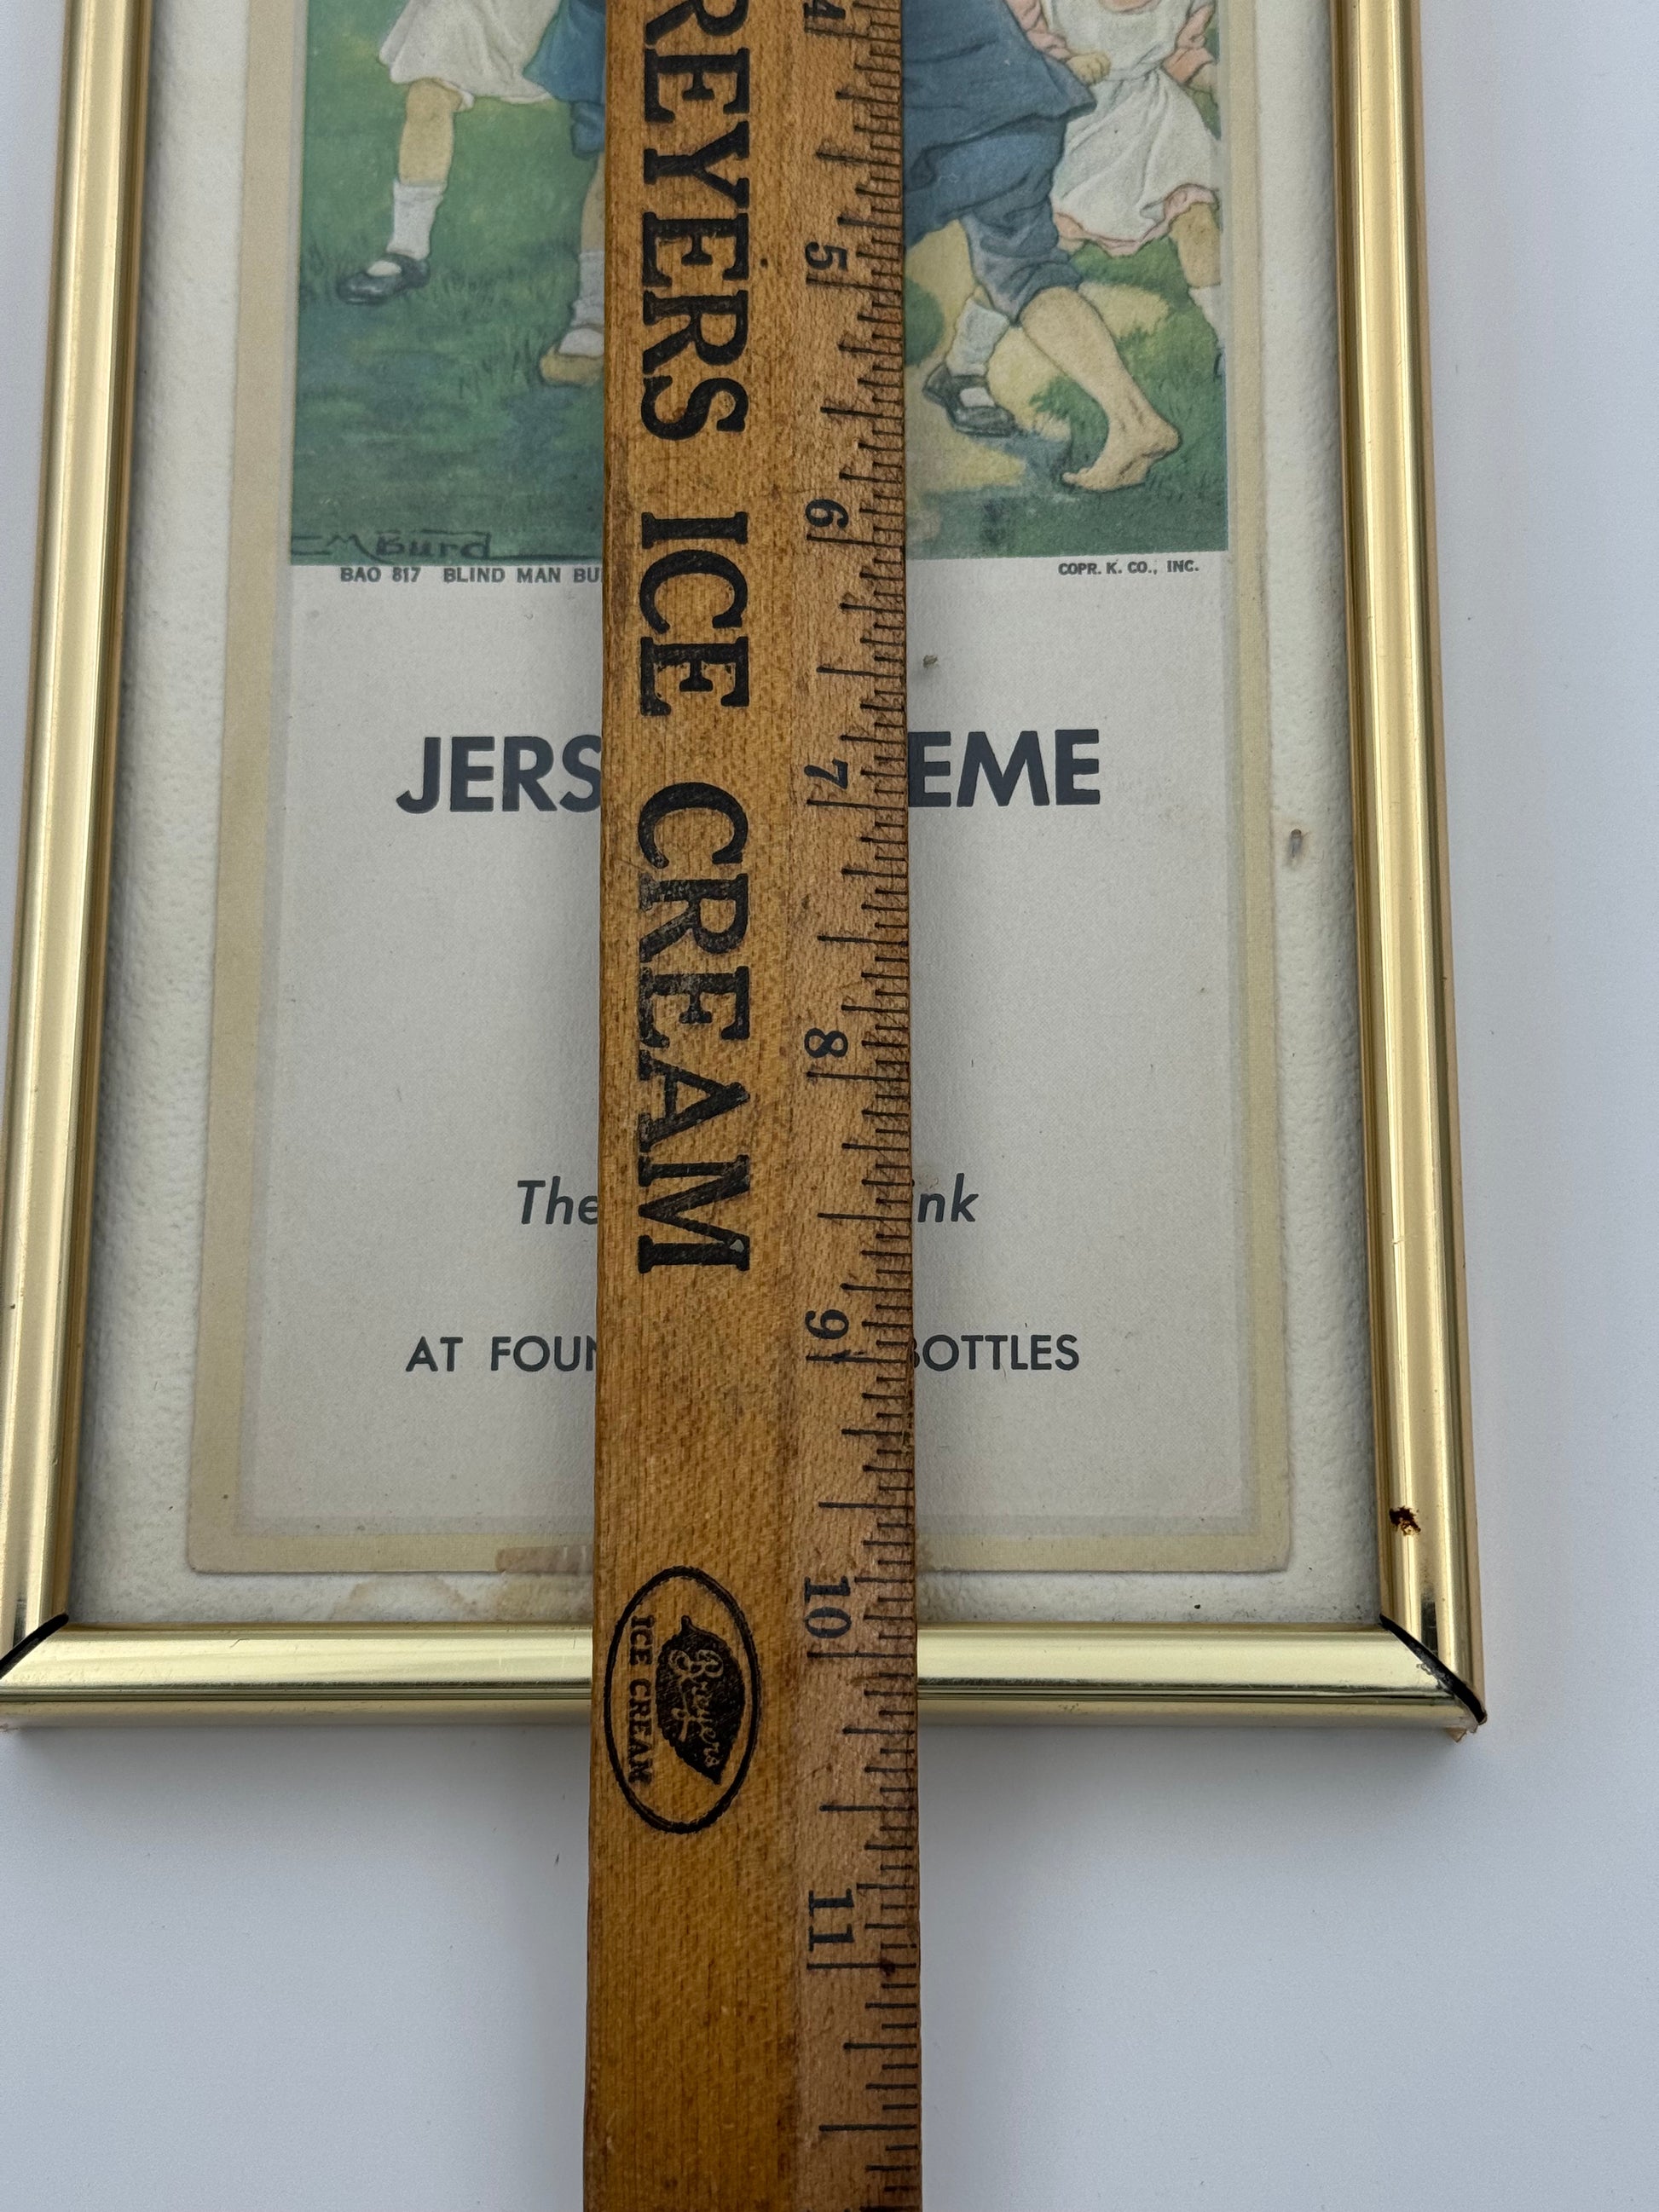 REYERS ICE CREAM
4
5
6
7
8
9
10
11
Breyers
ICE CREAM
CMBurd
BAO 817 BLIND MAN BU
COPR. K. CO., INC.
JERS EME
The ink
AT FOUN BOTTLES